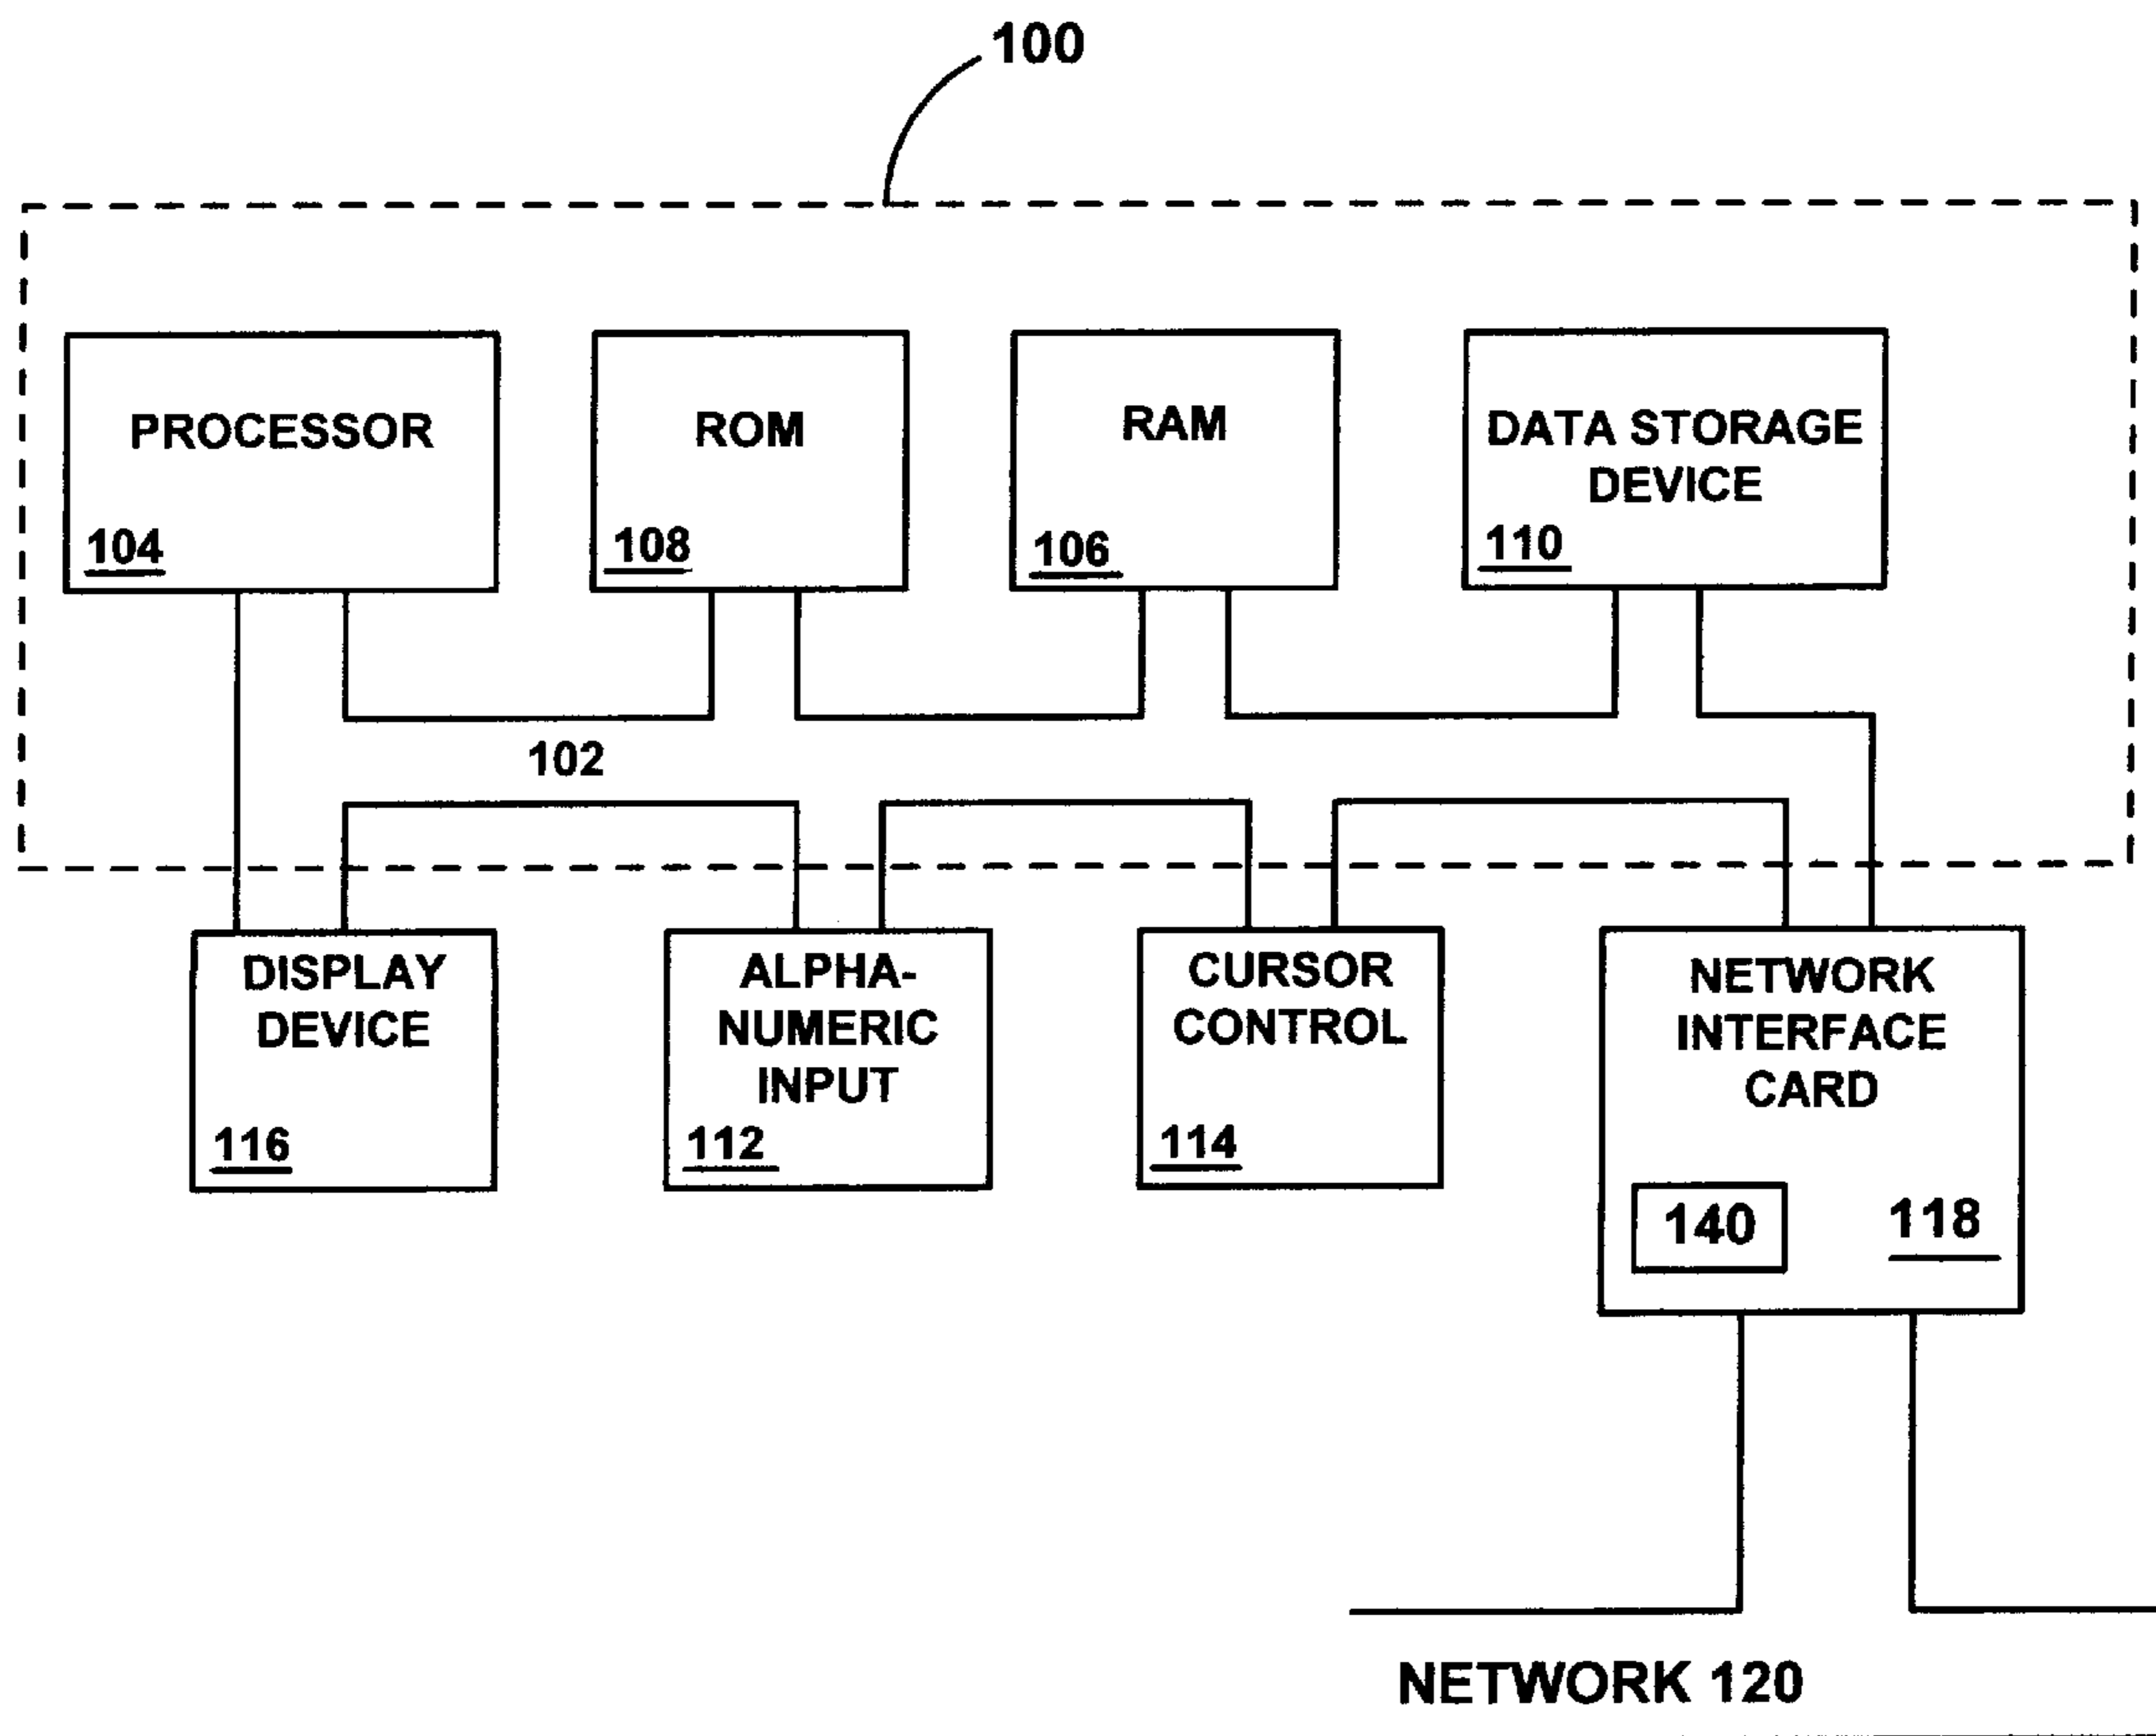 100
PROCESSOR
104
ROM
108
RAM
106
DATA STORAGE
DEVICE
110
102
DISPLAY
DEVICE
116
ALPHA-
NUMERIC
INPUT
112
CURSOR
CONTROL
114
NETWORK
INTERFACE
CARD
140
118
NETWORK 120